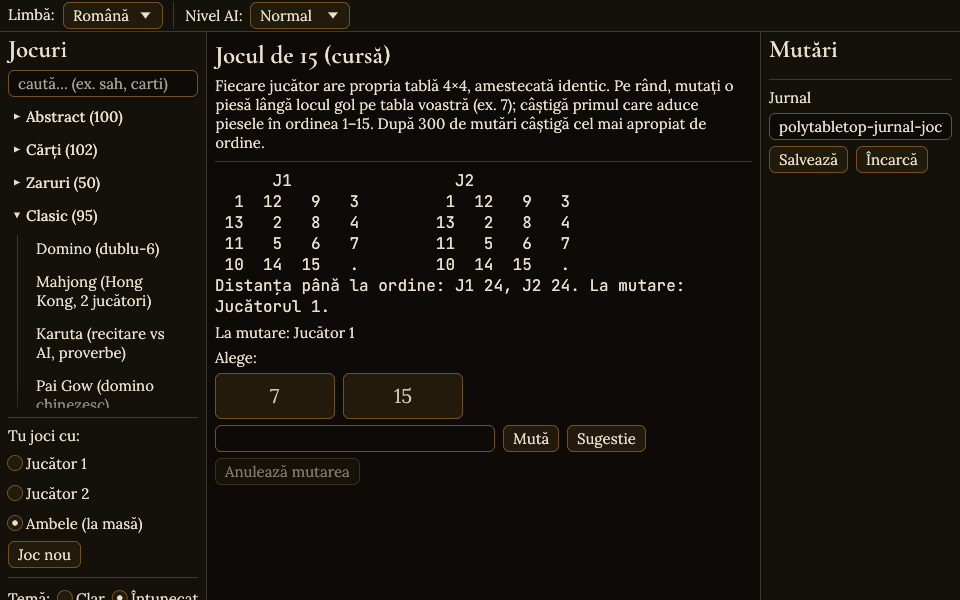 Limbă: Română Nivel AI: Normal
Jocuri
caută... (ex. sah, carti)
Abstract (100)
Cărți (102)
Zaruri (50)
Clasic (95)
Domino (dublu-6)
Mahjong (Hong
Kong, 2 jucători)
Karuta (recitare vs
AI, proverbe)
Pai Gow (domino
chinezesc)
Tu joci cu:
Jucător 1
Jucător 2
Ambele (la masă)
Joc nou
Temă: Clar Întunecat
Jocul de 15 (cursă)
Fiecare jucător are propria tablă 4×4, amestecată identic. Pe rând, mutați o
piesă lângă locul gol pe tabla voastră (ex. 7); câștigă primul care aduce
piesele în ordinea 1–15. După 300 de mutări câștigă cel mai apropiat de
ordine.
J1 J2
1 12 9 3 1 12 9 3
13 2 8 4 13 2 8 4
11 5 6 7 11 5 6 7
10 14 15 . 10 14 15 .
Distanța până la ordine: J1 24, J2 24. La mutare:
Jucătorul 1.
La mutare: Jucător 1
Alege:
7 15
Mută Sugestie
Anulează mutarea
Mutări
Jurnal
polytabletop-jurnal-joc
Salvează Încarcă